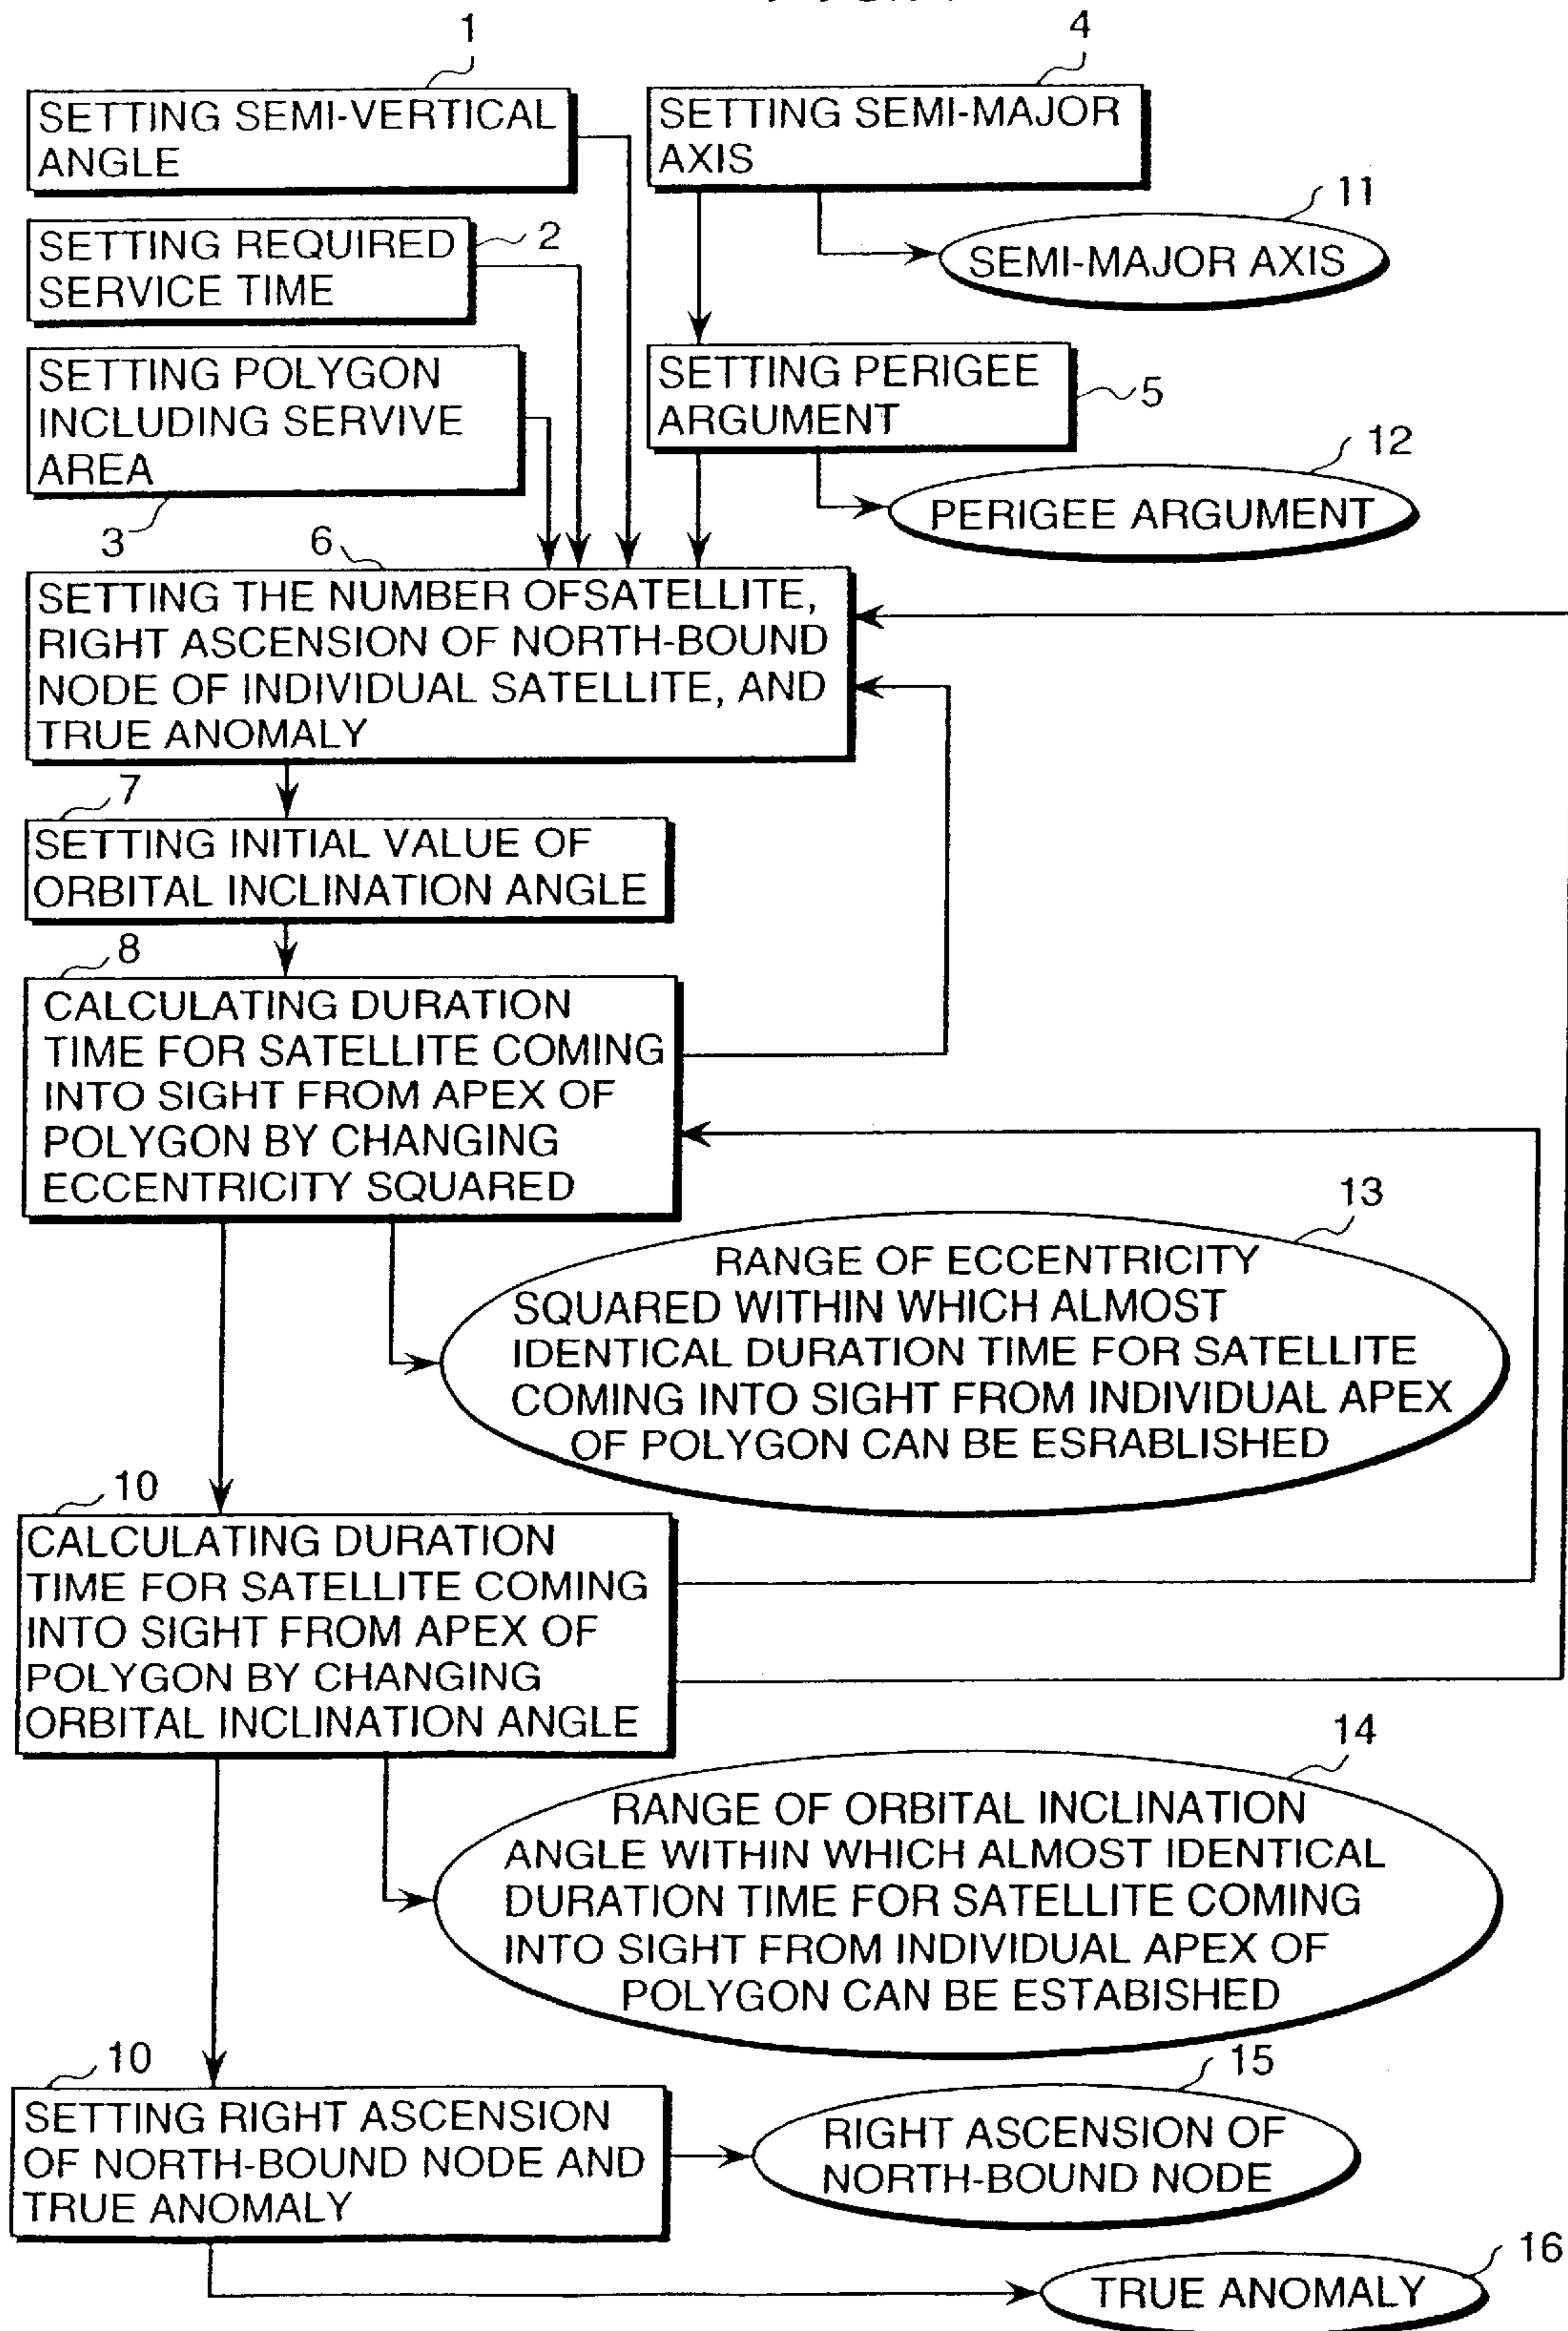 1
4
SETTING SEMI-VERTICAL
ANGLE
SETTING SEMI-MAJOR
AXIS
11
SEMI-MAJOR AXIS
SETTING REQUIRED
SERVICE TIME
2
SETTING POLYGON
INCLUDING SERVIVE
AREA
3
SETTING PERIGEE
ARGUMENT
5
12
PERIGEE ARGUMENT
6
SETTING THE NUMBER OFSATELLITE,
RIGHT ASCENSION OF NORTH-BOUND
NODE OF INDIVIDUAL SATELLITE, AND
TRUE ANOMALY
7
SETTING INITIAL VALUE OF
ORBITAL INCLINATION ANGLE
8
CALCULATING DURATION
TIME FOR SATELLITE COMING
INTO SIGHT FROM APEX OF
POLYGON BY CHANGING
ECCENTRICITY SQUARED
13
RANGE OF ECCENTRICITY
SQUARED WITHIN WHICH ALMOST
IDENTICAL DURATION TIME FOR SATELLITE
COMING INTO SIGHT FROM INDIVIDUAL APEX
OF POLYGON CAN BE ESRABLISHED
10
CALCULATING DURATION
TIME FOR SATELLITE COMING
INTO SIGHT FROM APEX OF
POLYGON BY CHANGING
ORBITAL INCLINATION ANGLE
14
RANGE OF ORBITAL INCLINATION
ANGLE WITHIN WHICH ALMOST IDENTICAL
DURATION TIME FOR SATELLITE COMING
INTO SIGHT FROM INDIVIDUAL APEX OF
POLYGON CAN BE ESTABISHED
10
SETTING RIGHT ASCENSION
OF NORTH-BOUND NODE AND
TRUE ANOMALY
15
RIGHT ASCENSION OF
NORTH-BOUND NODE
16
TRUE ANOMALY